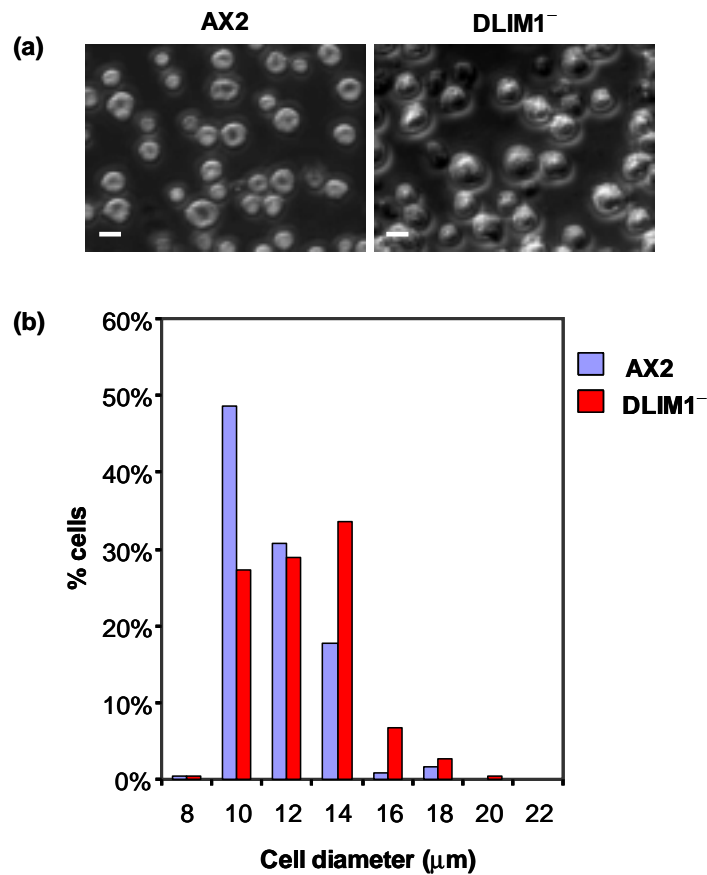 AX2 DLIM1⁻
(a)
(b)
60%
50%
40%
30%
20%
10%
0%
% cells
8 10 12 14 16 18 20 22
Cell diameter (μm)
AX2
DLIM1⁻